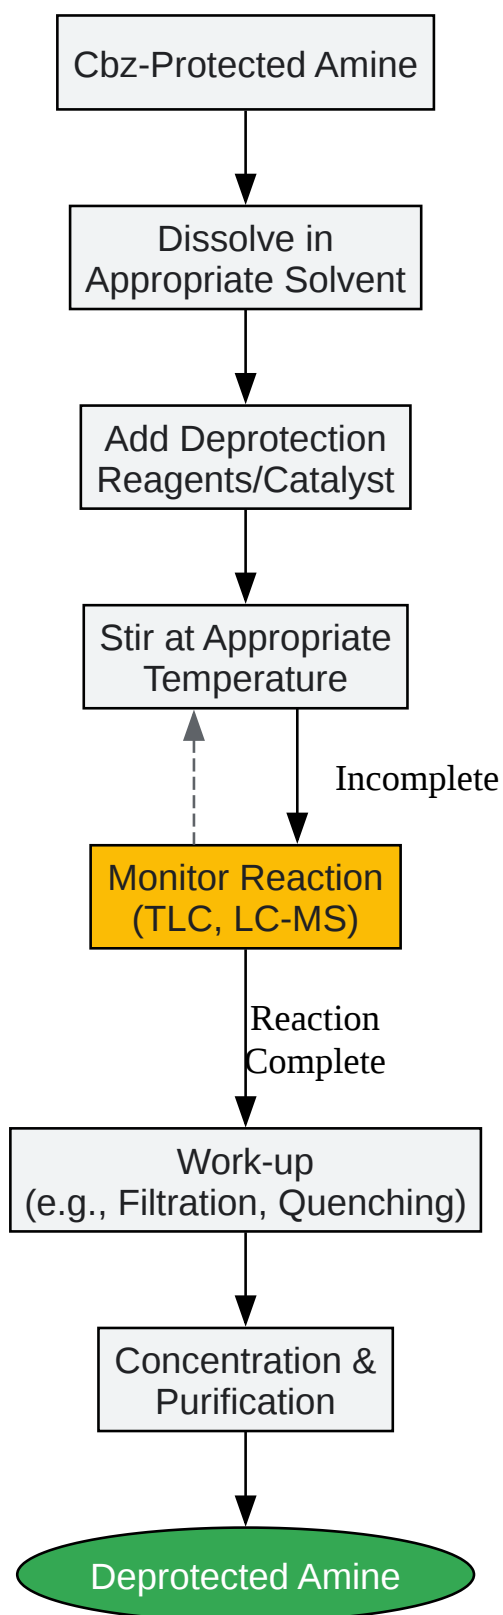 Cbz-Protected Amine
Dissolve in
Appropriate Solvent
Add Deprotection
Reagents/Catalyst
Stir at Appropriate
Temperature
Incomplete
Monitor Reaction
(TLC, LC-MS)
Reaction
Complete
Work-up
(e.g., Filtration, Quenching)
Concentration &
Purification
Deprotected Amine